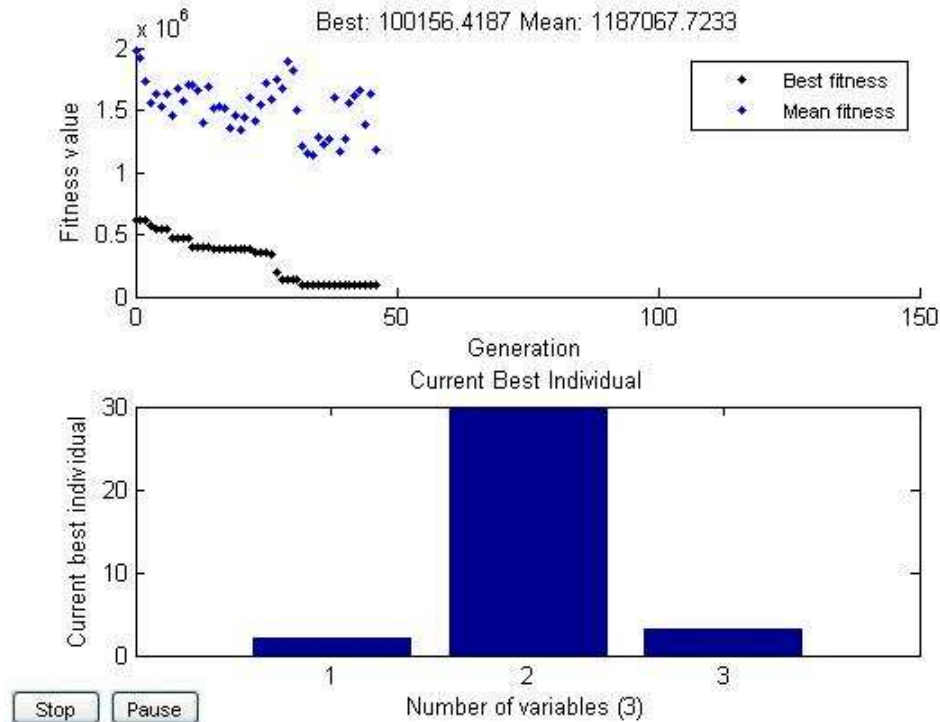 x 10^6
Best: 100156.4187 Mean: 1187067.7233
2
1.5
1
0.5
0
Fitness value
Best fitness
Mean fitness
0
50
100
150
Generation
Current Best Individual
30
20
10
0
Current best individual
1
2
3
Number of variables (3)
Stop
Pause